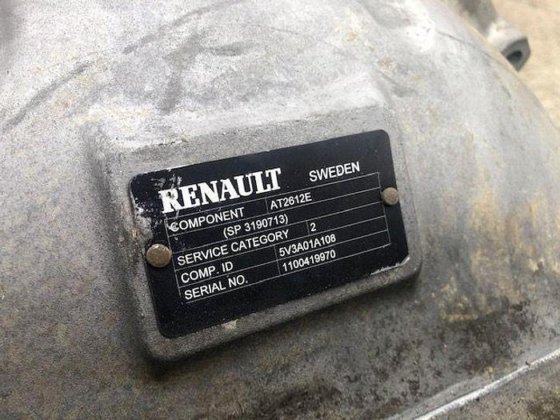 RENAULT SWEDEN
COMPONENT AT2612E
(SP 3190713)
SERVICE CATEGORY 2
COMP. ID 5V3A01A108
SERIAL NO. 1100419970